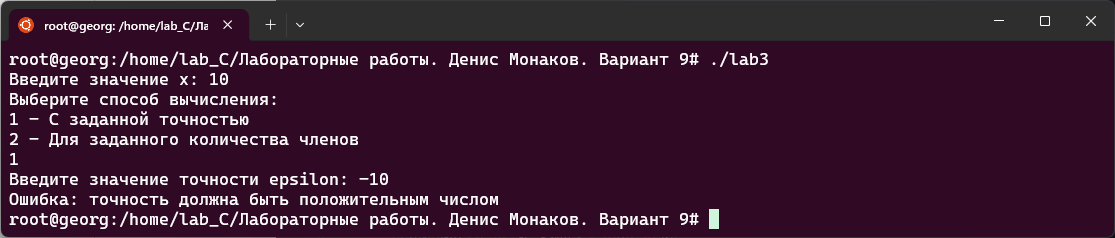 root@georg: /home/lab_C/Ла
root@georg:/home/lab_C/Лабораторные работы. Денис Монаков. Вариант 9# ./lab3
Введите значение x: 10
Выберите способ вычисления:
1 - С заданной точностью
2 - Для заданного количества членов
1
Введите значение точности epsilon: -10
Ошибка: точность должна быть положительным числом
root@georg:/home/lab_C/Лабораторные работы. Денис Монаков. Вариант 9#